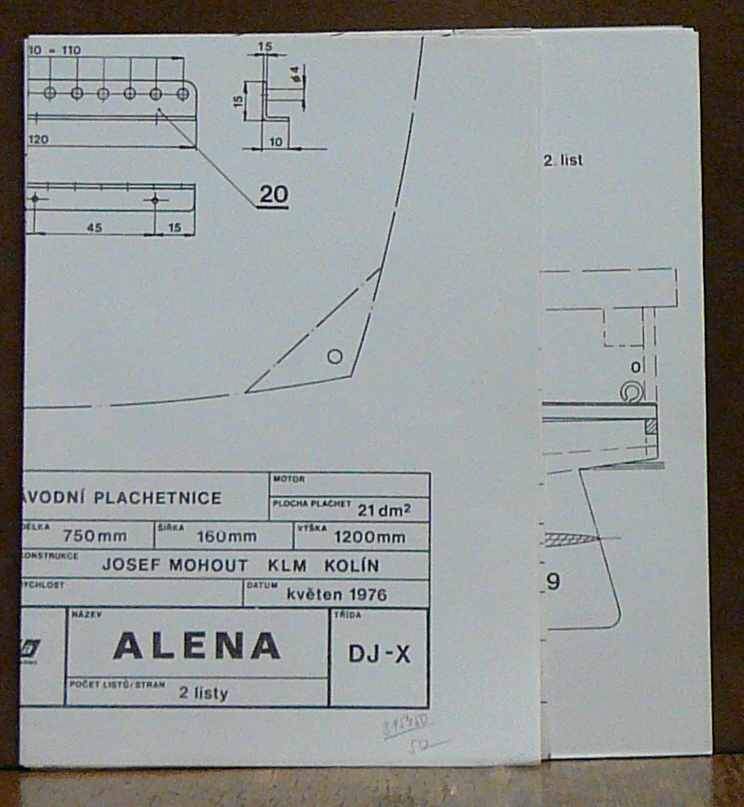 10 = 110
15
ø4
15
10
120
20
45
15
2. list
O
9
ÁVODNÍ PLACHETNICE
MOTOR
PLOCHA PLACHET 21 dm²
DÉLKA 750mm
ŠÍŘKA 160mm
VÝŠKA 1200mm
KONSTRUKCE JOSEF MOHOUT KLM KOLÍN
RYCHLOST
DATUM květen 1976
NÁZEV
ALENA
TŘÍDA
DJ-X
POČET LISTŮ/STRAN 2 listy